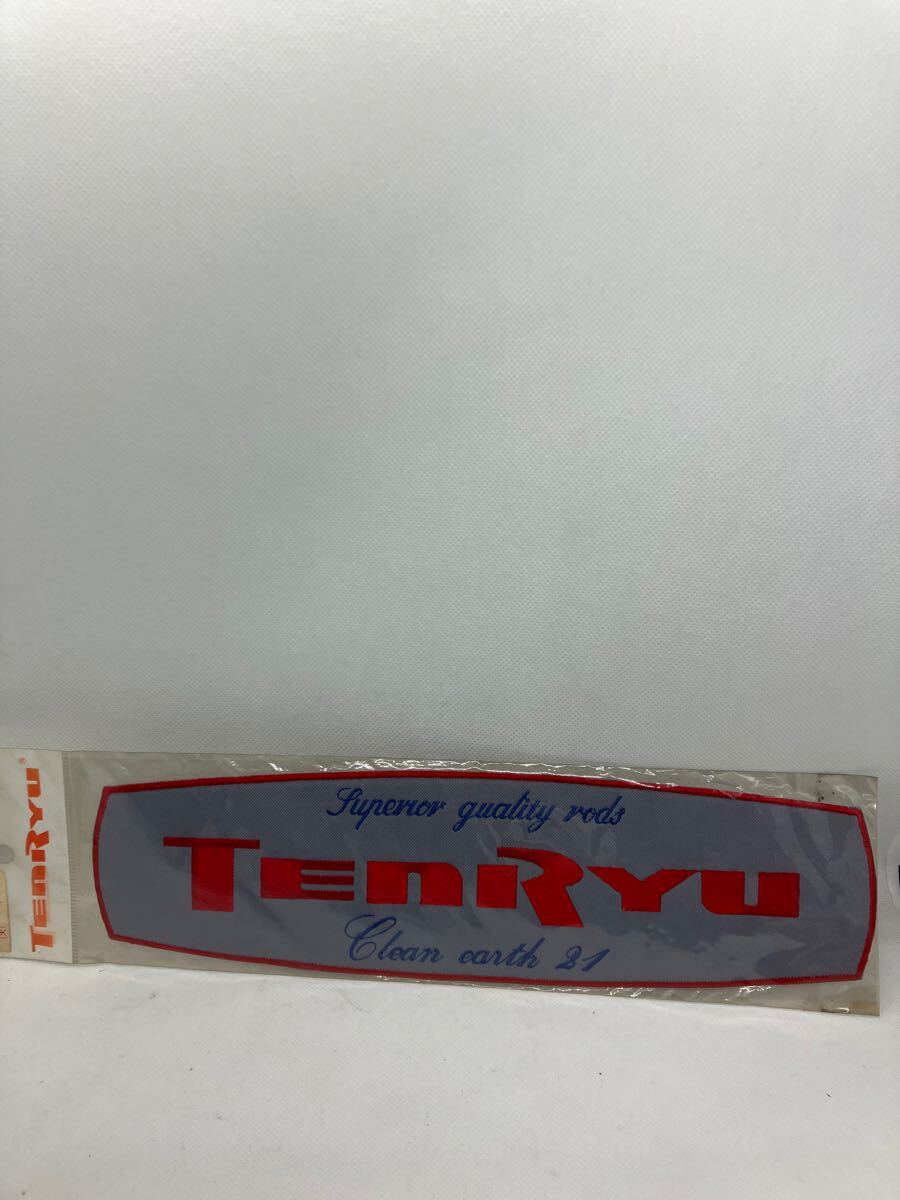 TENRYU®
Superior quality rods
TENRYU
Clean earth 21